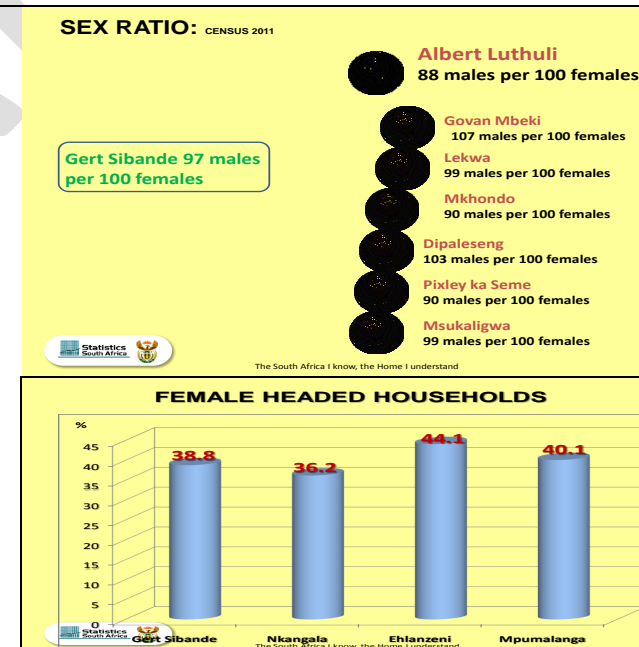 SEX RATIO: CENSUS 2011
Albert Luthuli
88 males per 100 females
Govan Mbeki
107 males per 100 females
Lekwa
99 males per 100 females
Gert Sibande 97 males
per 100 females
Mkhondo
90 males per 100 females
Dipaleseng
103 males per 100 females
Pixley ka Seme
90 males per 100 females
Msukaligwa
99 males per 100 females
Statistics
South Africa
The South Africa I know, the Home I understand
FEMALE HEADED HOUSEHOLDS
%
45
40
35
30
25
20
15
10
5
0
38.8
36.2
44.1
40.1
Gert Sibande
Nkangala
Ehlanzeni
Mpumalanga
Statistics
South Africa
The South Africa I know, the Home I understand